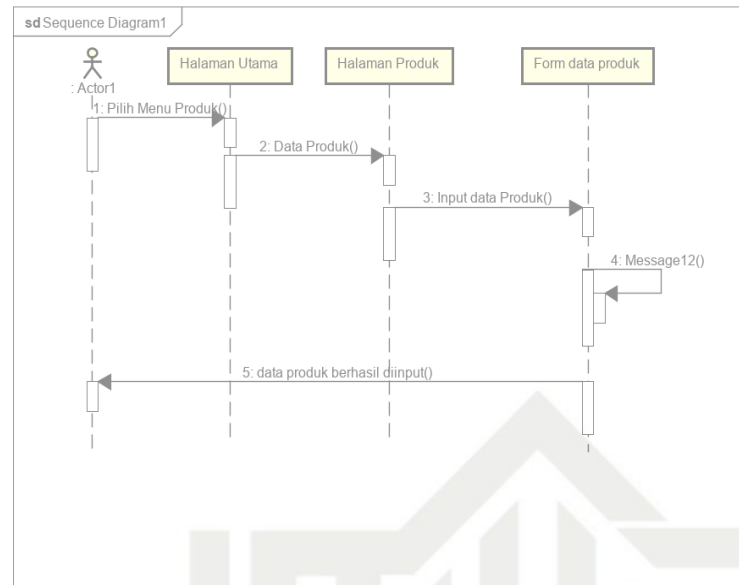 sd Sequence Diagram1
: Actor1
Halaman Utama
Halaman Produk
Form data produk
1: Pilih Menu Produk()
2: Data Produk()
3: Input data Produk()
4: Message12()
5: data produk berhasil diinput()